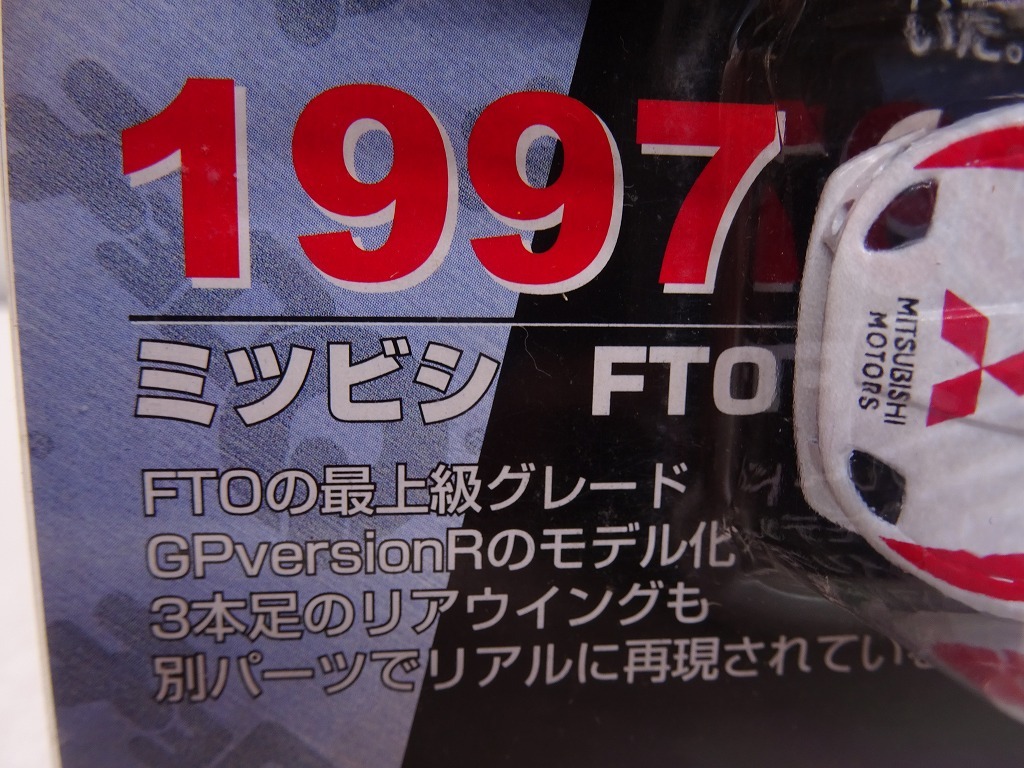 いた。
1997
ミツビシ FTO
FTOの最上級グレード
GPversionRのモデル化
3本足のリアウイングも
別パーツでリアルに再現されてい
MITSUBISHI
MOTORS